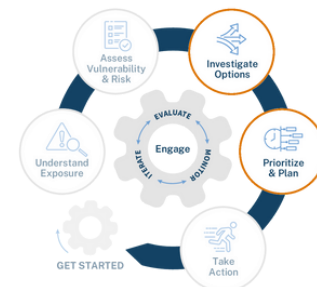 Assess
Vulnerability
& Risk
Investigate
Options
EVALUATE
Engage
ITERATE
MONITOR
Understand
Exposure
Prioritize
& Plan
GET STARTED
Take
Action